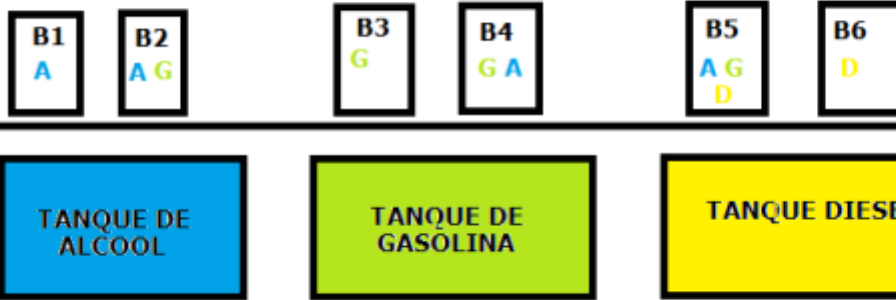 B1
A
B2
A G
B3
G
B4
G A
B5
A G
D
B6
D
TANQUE DE
ALCOOL
TANQUE DE
GASOLINA
TANQUE DIESE